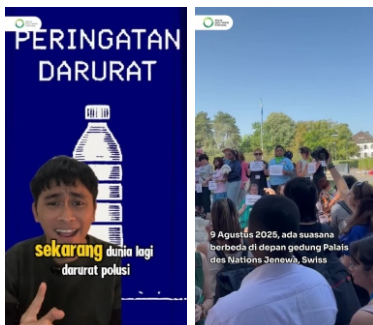 PERINGATAN
DARURAT
sekarang dunia lagi
darurat polusi
9 Agustus 2025, ada suasana
berbeda di depan gedung Palais
des Nations Jenewa, Swiss